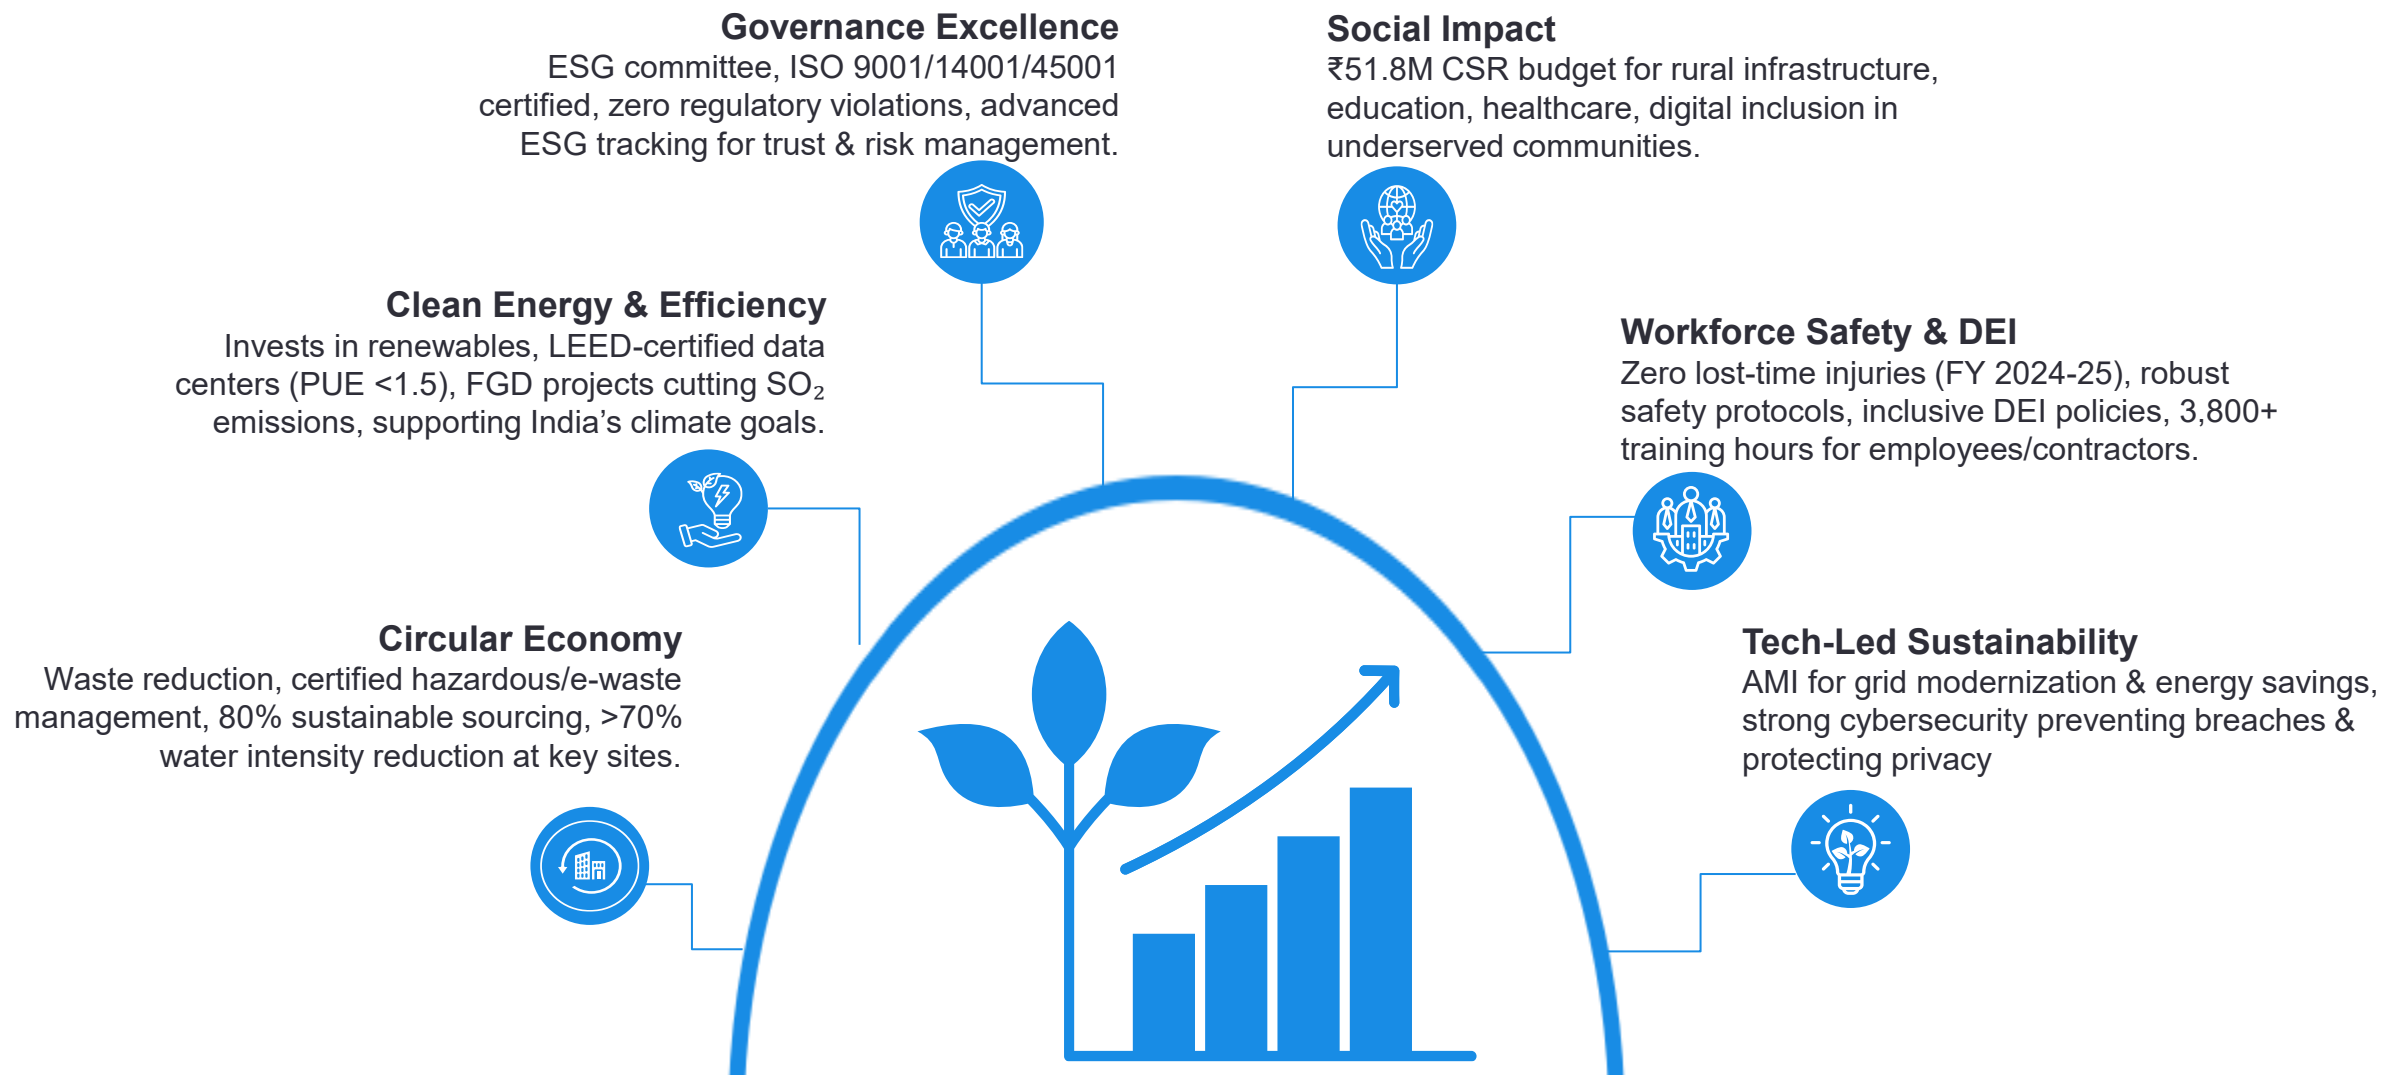 Governance Excellence
ESG committee, ISO 9001/14001/45001
certified, zero regulatory violations, advanced
ESG tracking for trust & risk management.
Social Impact
₹51.8M CSR budget for rural infrastructure,
education, healthcare, digital inclusion in
underserved communities.
Clean Energy & Efficiency
Invests in renewables, LEED-certified data
centers (PUE <1.5), FGD projects cutting SO₂
emissions, supporting India’s climate goals.
Workforce Safety & DEI
Zero lost-time injuries (FY 2024-25), robust
safety protocols, inclusive DEI policies, 3,800+
training hours for employees/contractors.
Circular Economy
Waste reduction, certified hazardous/e-waste
management, 80% sustainable sourcing, >70%
water intensity reduction at key sites.
Tech-Led Sustainability
AMI for grid modernization & energy savings,
strong cybersecurity preventing breaches &
protecting privacy